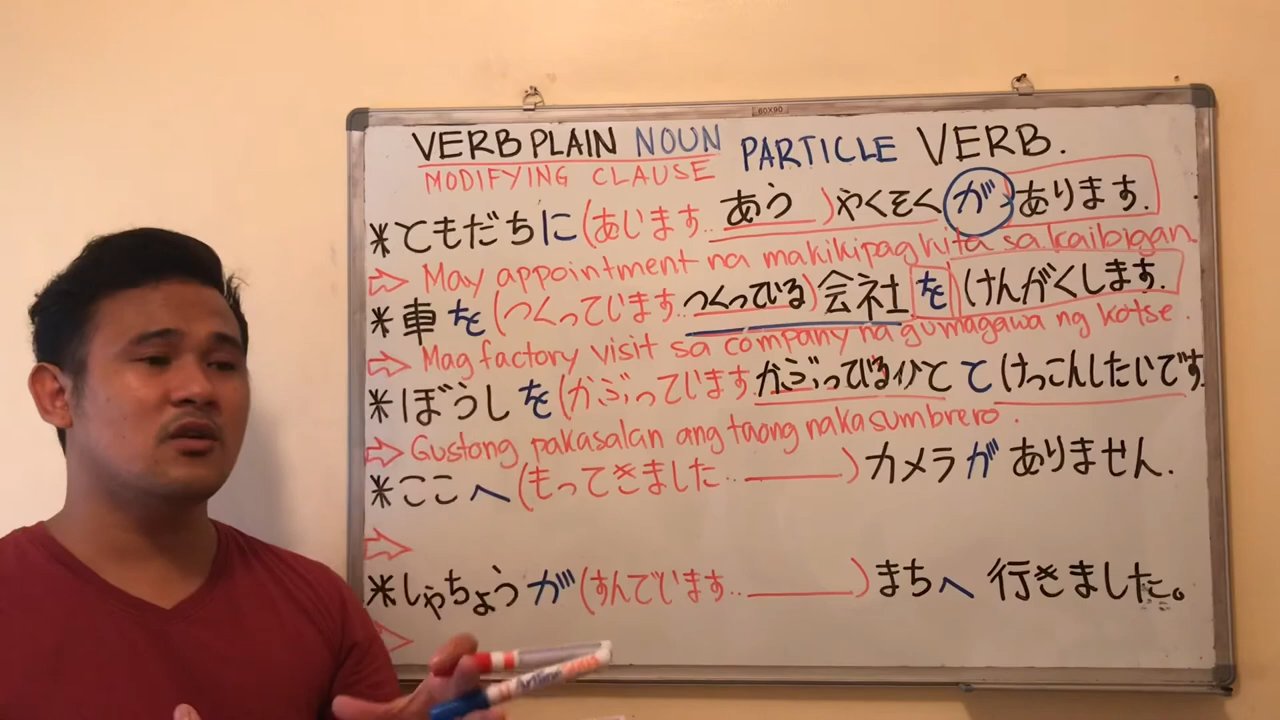 60X90
VERB PLAIN NOUN PARTICLE VERB.
MODIFYING CLAUSE
*ともだちに(あじます.. あう )やくそく が あります.
⇨ May appointment na makikipagkita sa kaibigan
*車を(つくっています.. つくっている)会社を けんがくします.
⇨ Mag factory visit sa company na gumagawa ng kotse.
*ぼうしを(かぶっています.. かぶっている)ひと と けっこんしたいです.
⇨ Gustong pakasalan ang taong nakasumbrero.
*ここへ(もってきました.. ______)カメラが ありません.
⇨
*しゃちょうが(すんでいます.. ______)まちへ 行きました。
⇨